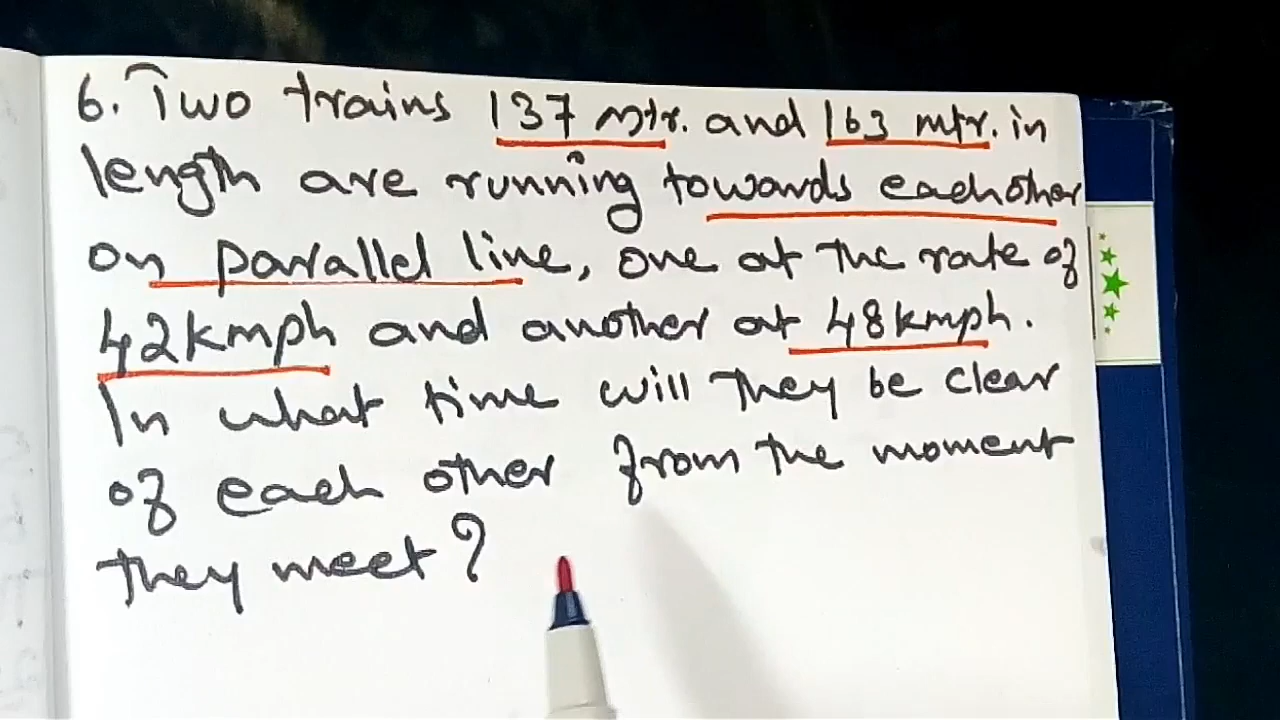 6. Two trains 137 mtr. and 163 mtr. in
length are running towards eachother
on parallel line, one at the rate of
42kmph and another at 48kmph.
In what time will they be clear
of each other from the moment
they meet?